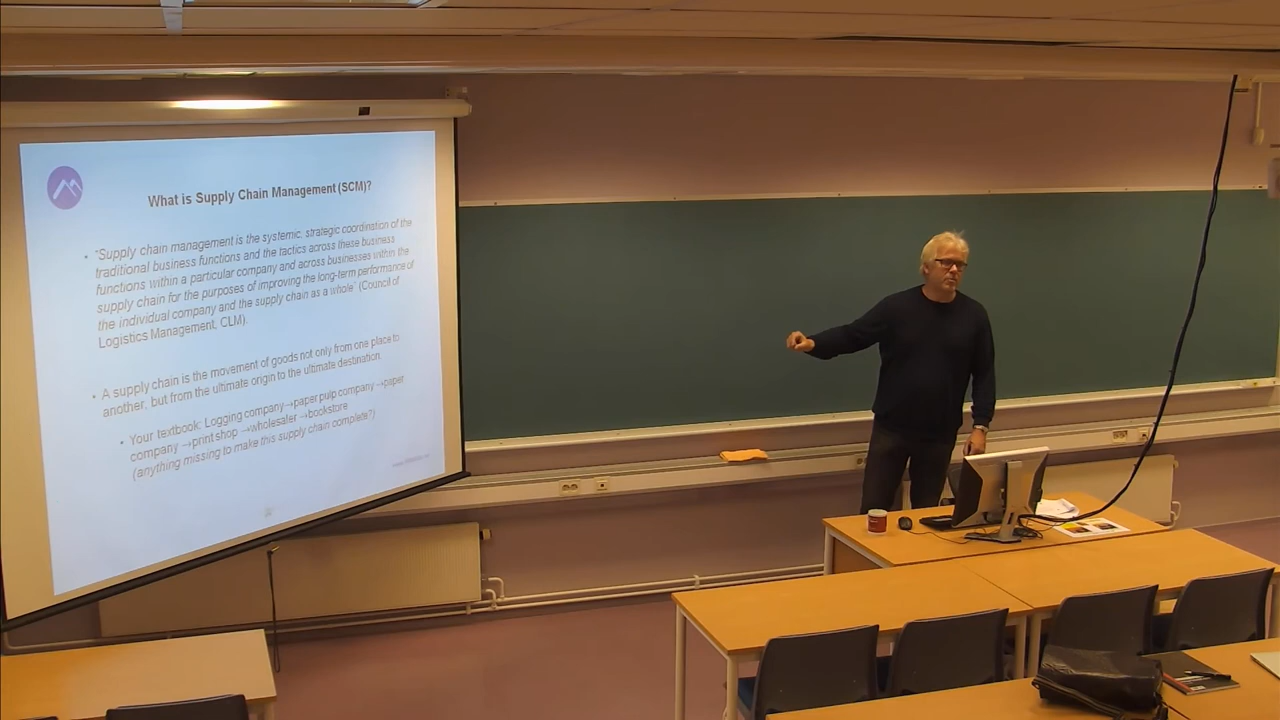 What is Supply Chain Management (SCM)?
• "Supply chain management is the systemic, strategic coordination of the
traditional business functions and the tactics across these business
functions within a particular company and across businesses within the
supply chain for the purposes of improving the long-term performance of
the individual company and the supply chain as a whole" (Council of
Logistics Management, CLM).
• A supply chain is the movement of goods not only from one place to
another, but from the ultimate origin to the ultimate destination.
• Your textbook: Logging company→paper pulp company →paper
company →print shop →wholesaler →bookstore
(anything missing to make this supply chain complete?)